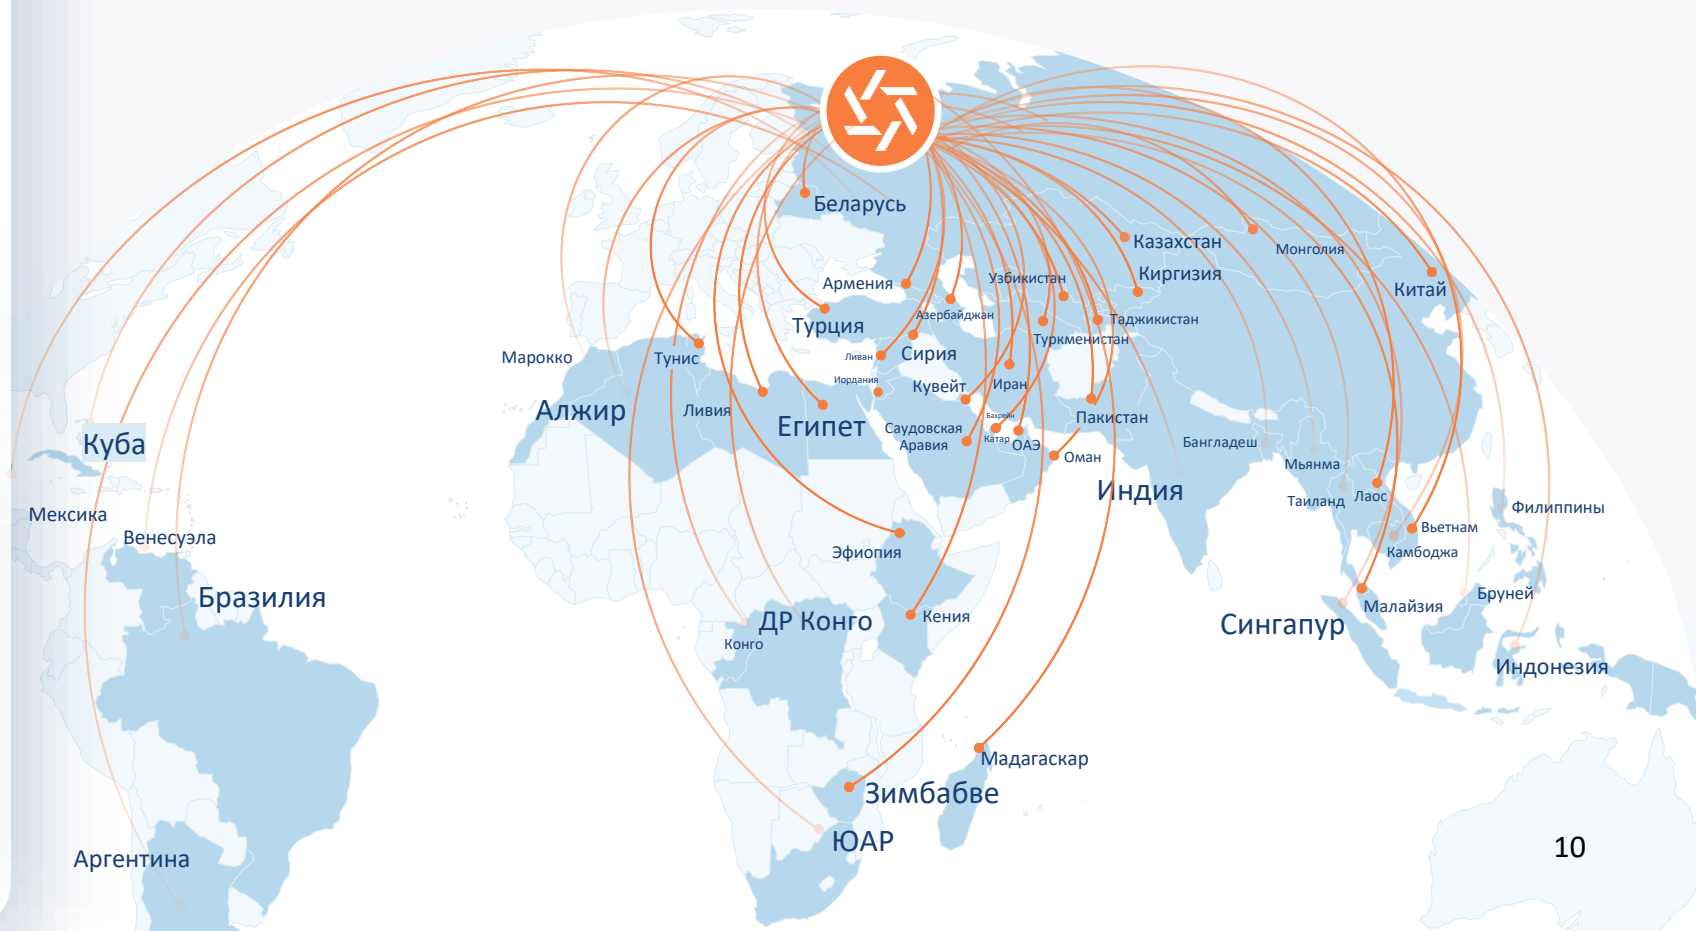 Беларусь
Казахстан
Монголия
Армения
Узбекистан
Киргизия
Китай
Азербайджан
Турция
Таджикистан
Туркменистан
Марокко
Тунис
Ливан
Сирия
Иордания
Кувейт
Иран
Алжир
Ливия
Египет
Саудовская
Аравия
Бахрейн
Катар
ОАЭ
Пакистан
Оман
Бангладеш
Мьянма
Куба
Индия
Таиланд
Лаос
Филиппины
Мексика
Венесуэла
Вьетнам
Эфиопия
Камбоджа
Бразилия
ДР Конго
Кения
Конго
Сингапур
Малайзия
Бруней
Индонезия
Мадагаскар
Зимбабве
ЮАР
Аргентина
10